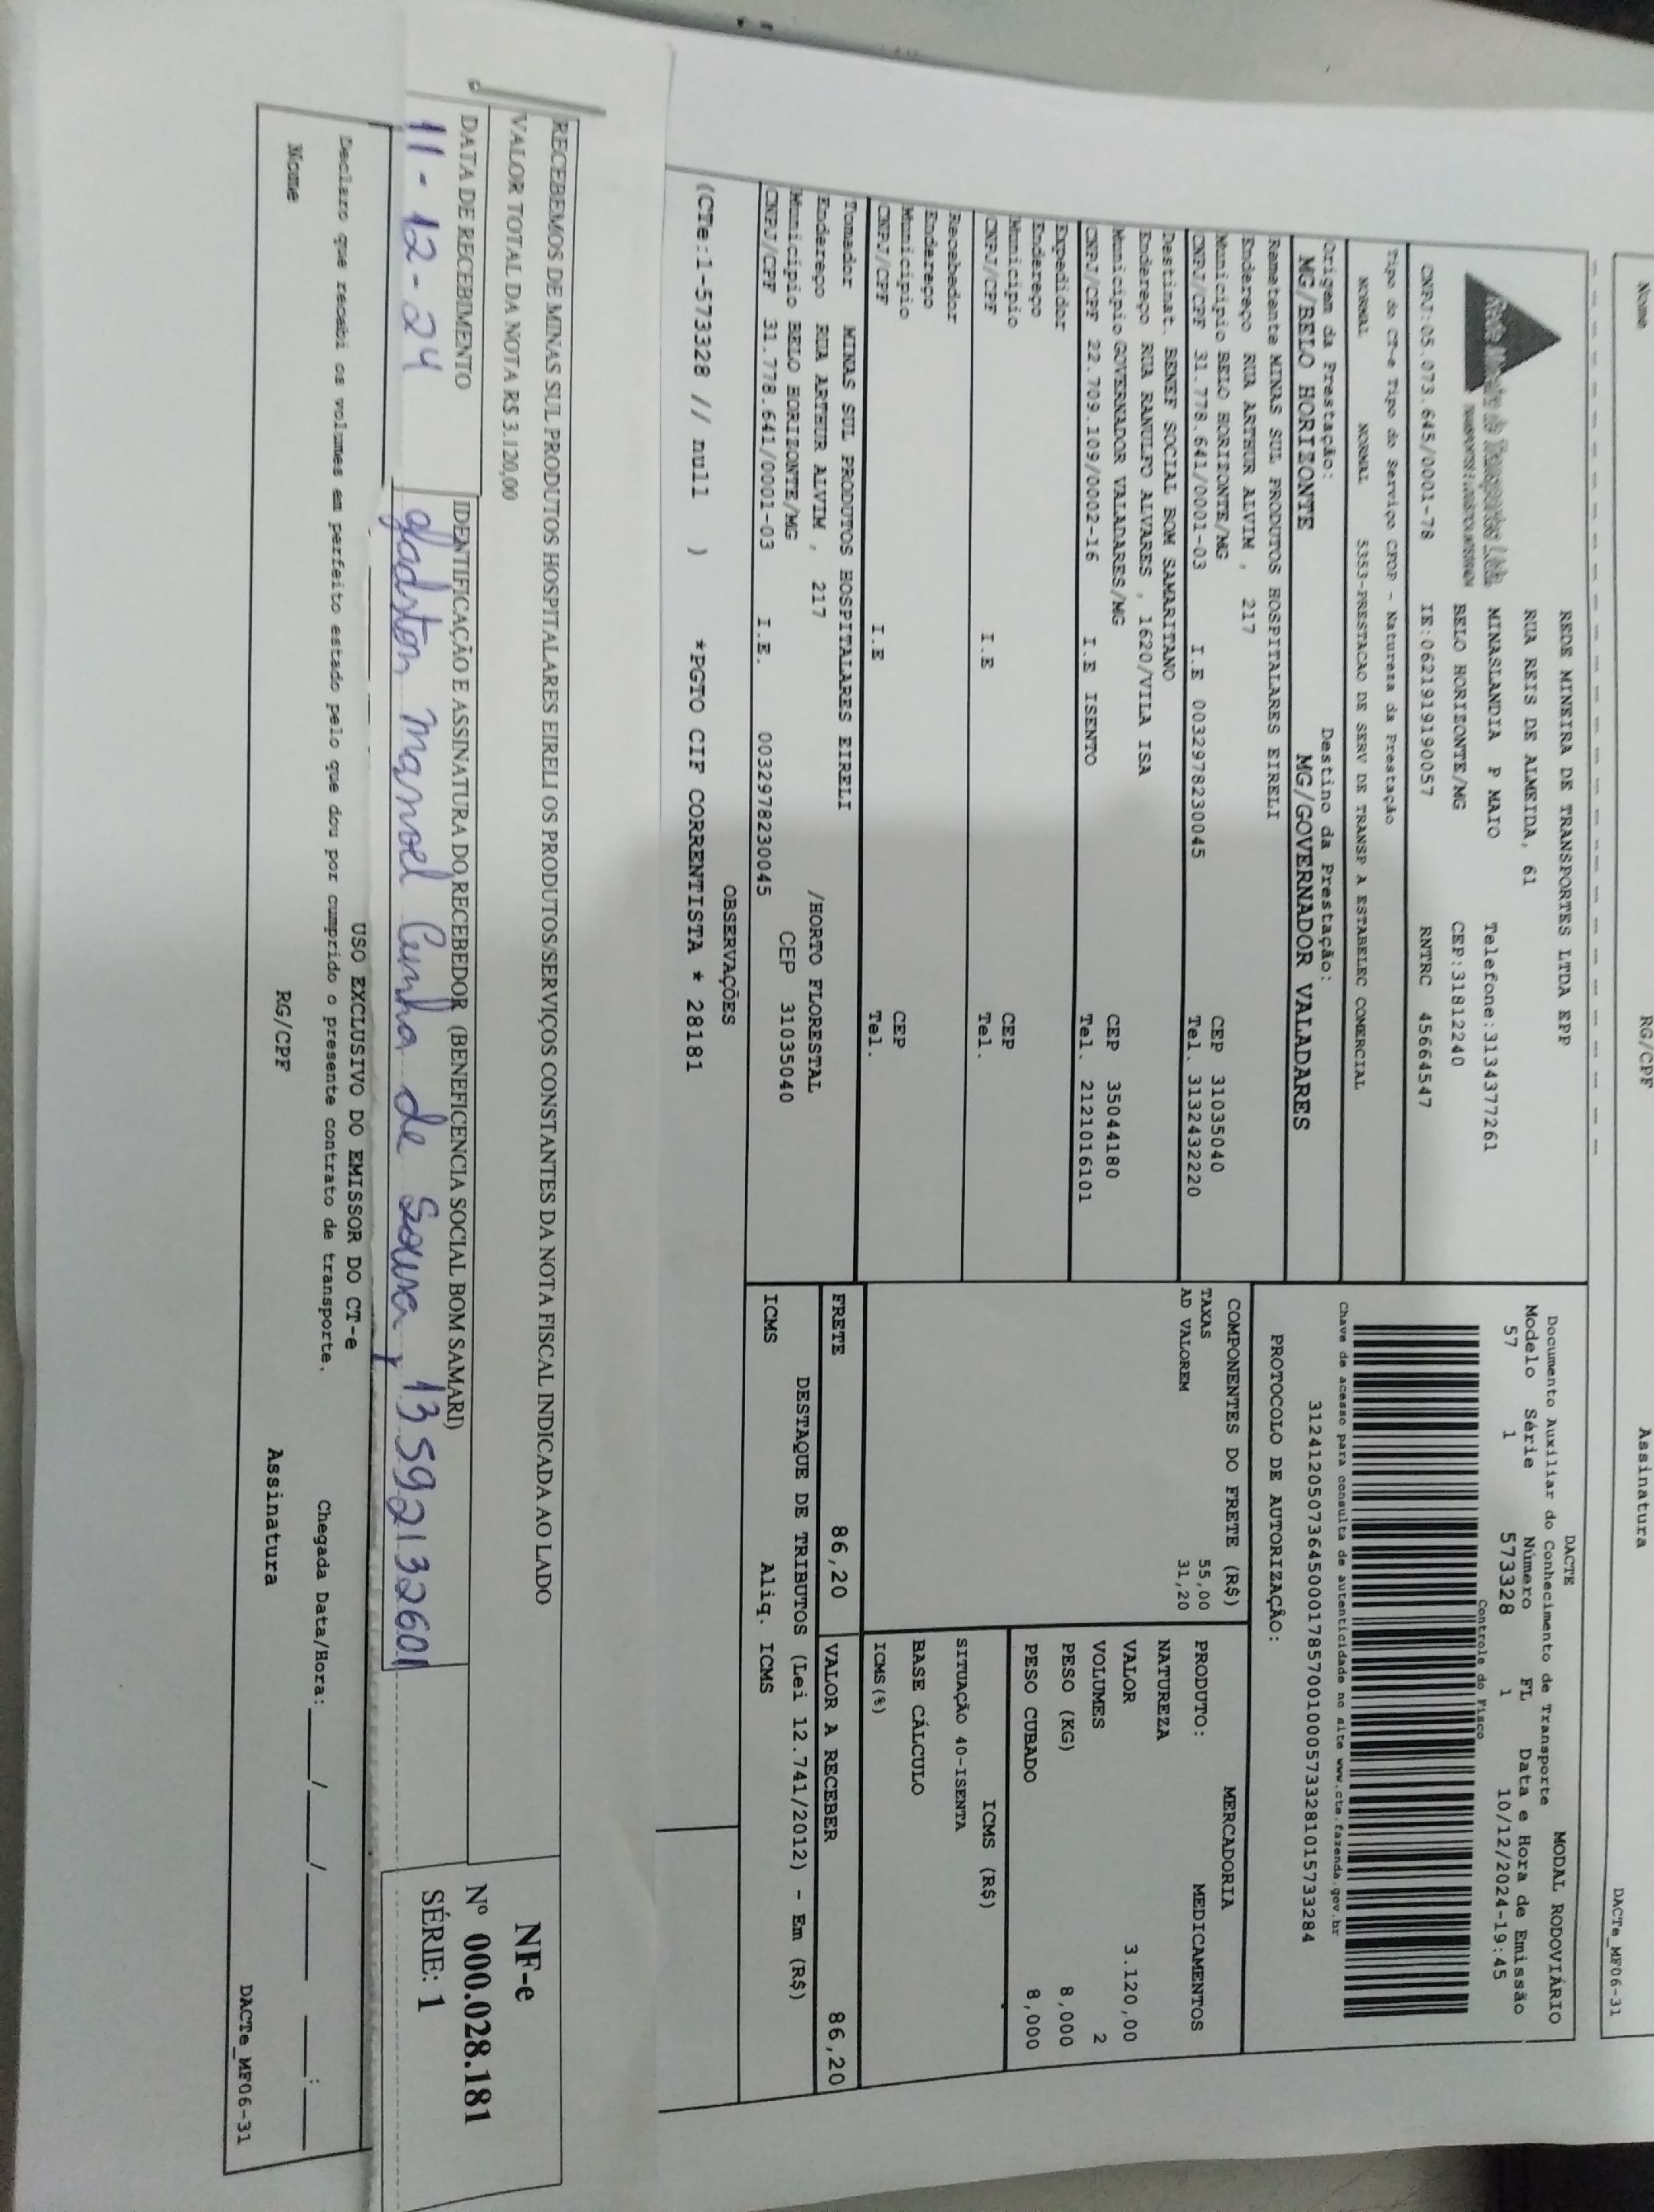 Nome RG/CPF Assinatura DACTe_MF06-31
REDE MINEIRA DE TRANSPORTES LTDA EPP
RUA REIS DE ALMEIDA, 61
MINASLANDIA P MAIO Telefone:3134377261
BELO HORIZONTE/MG CEP:31812240
CNPJ:05.073.645/0001-78 IE:0621919190057 RNTRC 45664547
DACTE MODAL RODOVIÁRIO
Documento Auxiliar do Conhecimento de Transporte
Modelo Série Número FL Data e Hora de Emissão
57 1 573328 1 10/12/2024-19:45
Controle do Fisco
Tipo do CT-e Tipo do Serviço CFOP - Natureza da Prestação
NORMAL NORMAL 5353-PRESTACAO DE SERV DE TRANSP A ESTABELEC COMERCIAL
Chave de acesso para consulta de autenticidade no site www.cte.fazenda.gov.br
31241205073645000178570010005733281015733284
Origem da Prestação: Destino da Prestação:
MG/BELO HORIZONTE MG/GOVERNADOR VALADARES
PROTOCOLO DE AUTORIZAÇÃO:
Remetente MINAS SUL PRODUTOS HOSPITALARES EIRELI
Endereço RUA ARTHUR ALVIM , 217
Municipio BELO HORIZONTE/MG CEP 31035040
CNPJ/CPF 31.778.641/0001-03 I.E 0032978230045 Tel. 3132432220
Destinat. BENEF SOCIAL BOM SAMARITANO
Endereço RUA RANULFO ALVARES , 1620/VILA ISA
Municipio GOVERNADOR VALADARES/MG CEP 35044180
CNPJ/CPF 22.709.109/0002-16 I.E ISENTO Tel. 2121016101
Expedidor
Endereço
Municipio CEP
CNPJ/CPF I.E Tel.
Recebedor
Endereço
Municipio CEP
CNPJ/CPF I.E Tel.
Tomador MINAS SUL PRODUTOS HOSPITALARES EIRELI
Endereço RUA ARTHUR ALVIM , 217 /HORTO FLORESTAL
Municipio BELO HORIZONTE/MG CEP 31035040
CNPJ/CPF 31.778.641/0001-03 I.E. 0032978230045
COMPONENTES DO FRETE (R$)
TAXAS 55,00
AD VALOREM 31,20
MERCADORIA
PRODUTO: MEDICAMENTOS
NATUREZA
VALOR 3.120,00
VOLUMES 2
PESO (KG) 8,000
PESO CUBADO 8,000
ICMS (R$)
SITUAÇÃO 40-ISENTA
BASE CÁLCULO
ICMS(%)
FRETE 86,20 VALOR A RECEBER 86,20
DESTAQUE DE TRIBUTOS (Lei 12.741/2012) - Em (R$)
ICMS Aliq. ICMS
OBSERVAÇÕES
(CTe:1-573328 // null ) *PGTO CIF CORRENTISTA * 28181
RECEBEMOS DE MINAS SUL PRODUTOS HOSPITALARES EIRELI OS PRODUTOS/SERVIÇOS CONSTANTES DA NOTA FISCAL INDICADA AO LADO
VALOR TOTAL DA NOTA R$ 3.120,00
DATA DE RECEBIMENTO IDENTIFICAÇÃO E ASSINATURA DO RECEBEDOR (BENEFICENCIA SOCIAL BOM SAMARI)
11-12-24 gladston manoel Cunha de Sousa, 13592132601
NF-e
Nº 000.028.181
SÉRIE: 1
USO EXCLUSIVO DO EMISSOR DO CT-e
Declaro que recebi os volumes em perfeito estado pelo que dou por cumprido o presente contrato de transporte. Chegada Data/Hora: ___/___/_____ ___:___
Nome RG/CPF Assinatura
DACTe_MF06-31